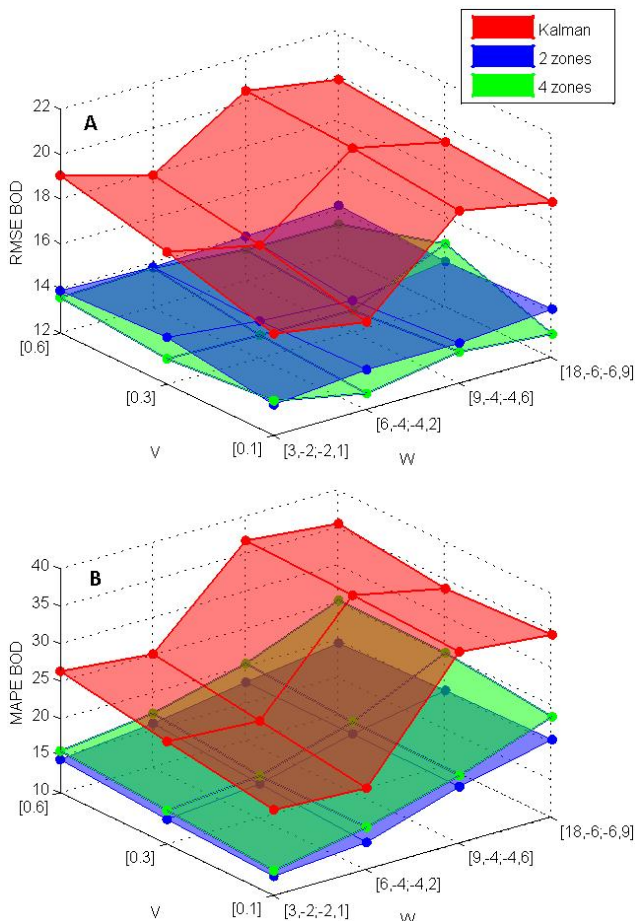 Kalman
2 zones
4 zones
A
22
20
18
16
14
12
RMSE BOD
[0.6]
[0.3]
[0.1]
V
[3,-2;-2,1]
[6,-4;-4,2]
[9,-4;-4,6]
[18,-6;-6,9]
W
B
40
35
30
25
20
15
10
MAPE BOD
[0.6]
[0.3]
[0.1]
V
[3,-2;-2,1]
[6,-4;-4,2]
[9,-4;-4,6]
[18,-6;-6,9]
W